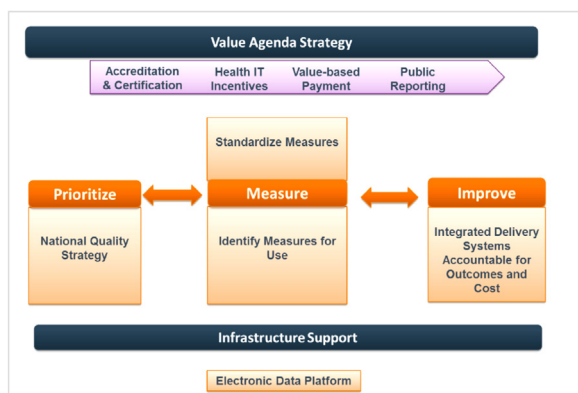 Value Agenda Strategy
Accreditation
& Certification
Health IT
Incentives
Value-based
Payment
Public
Reporting
Standardize Measures
Prioritize
Measure
Improve
National Quality
Strategy
Identify Measures for
Use
Integrated Delivery
Systems
Accountable for
Outcomes and
Cost
Infrastructure Support
Electronic Data Platform